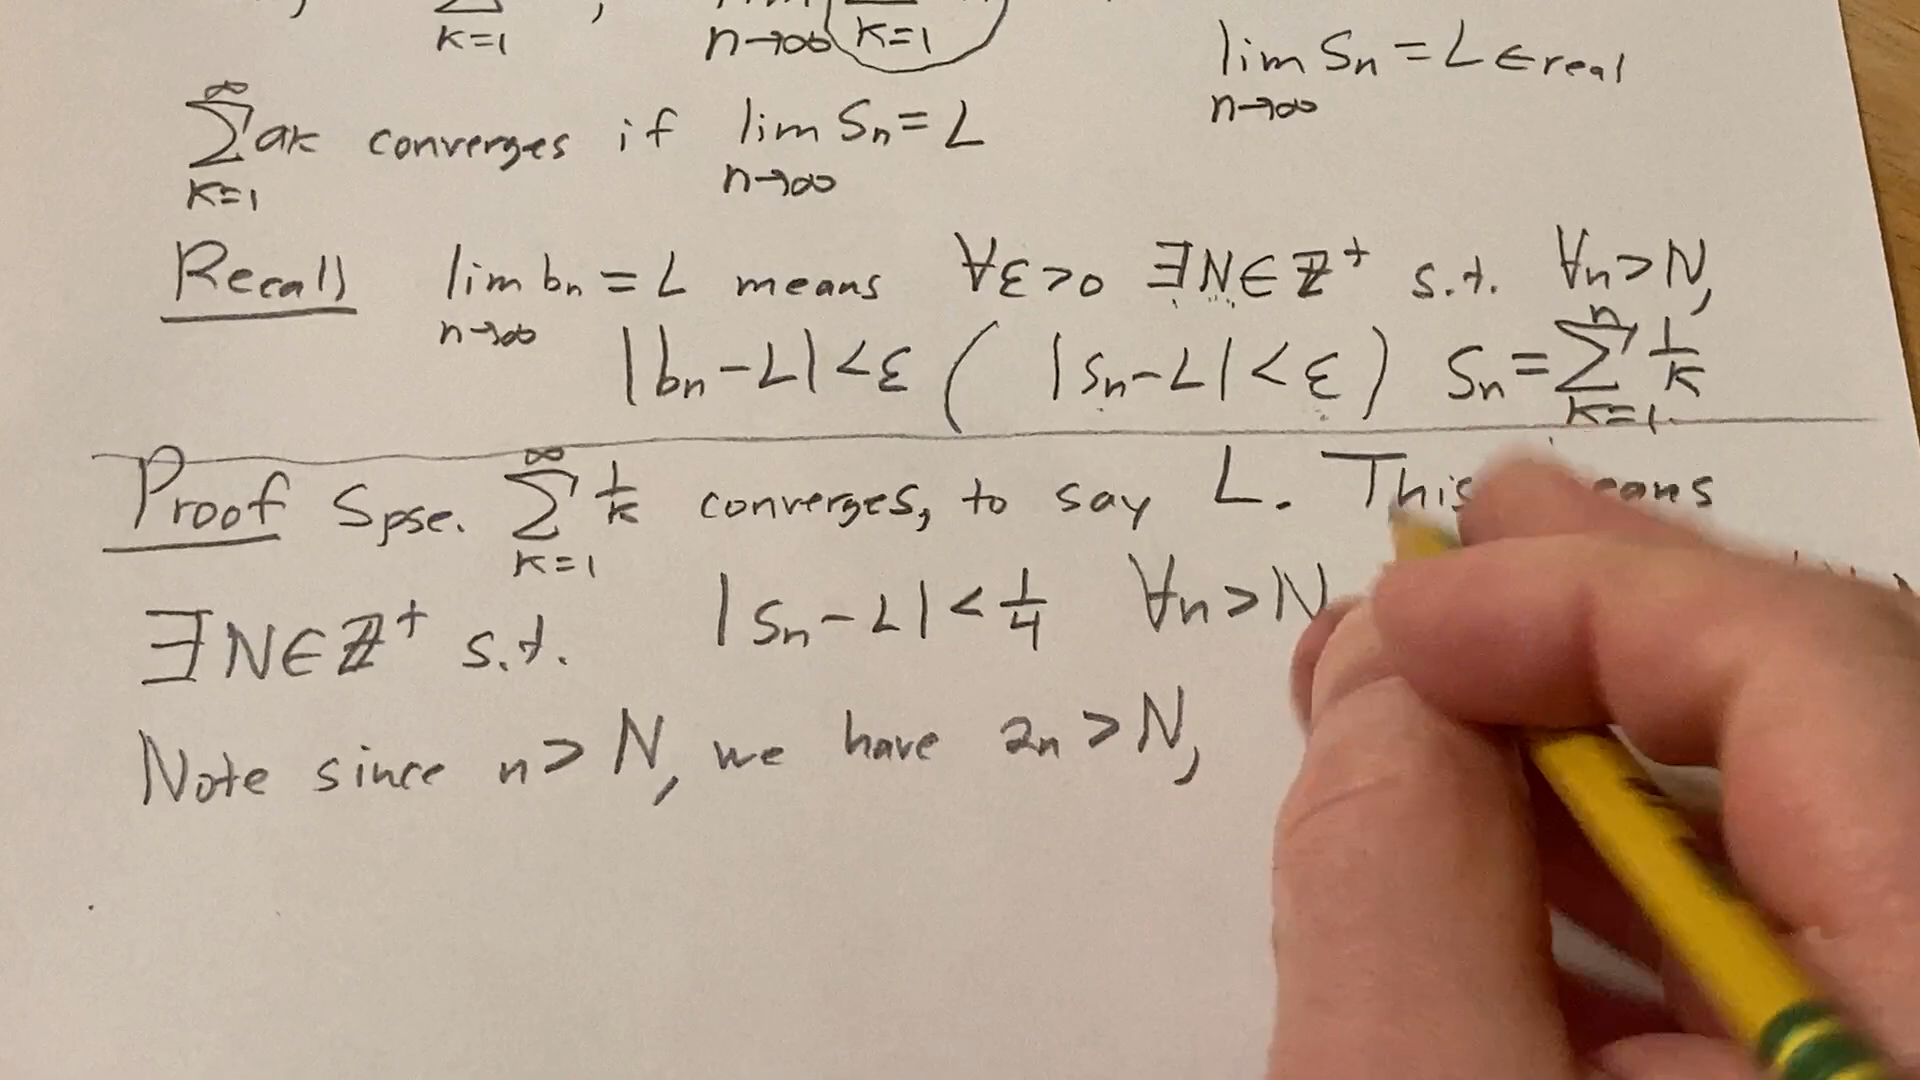 K=1 n→∞ K=1
lim Sn = L ∈ real
n→∞
∞
∑ ak converges if lim Sn = L
K=1 n→∞
Recall lim bn = L means ∀ε>0 ∃N∈ℤ⁺ s.t. ∀n>N,
n→∞
|bn-L|<ε ( |Sn-L|<ε ) Sn = ∑ 1/K
n
K=1
Proof Spse. ∑ 1/K converges, to say L. This
∞
K=1
∃N∈ℤ⁺ s.t. |Sn-L|<1/4 ∀n>N
Note since n>N, we have 2n>N,